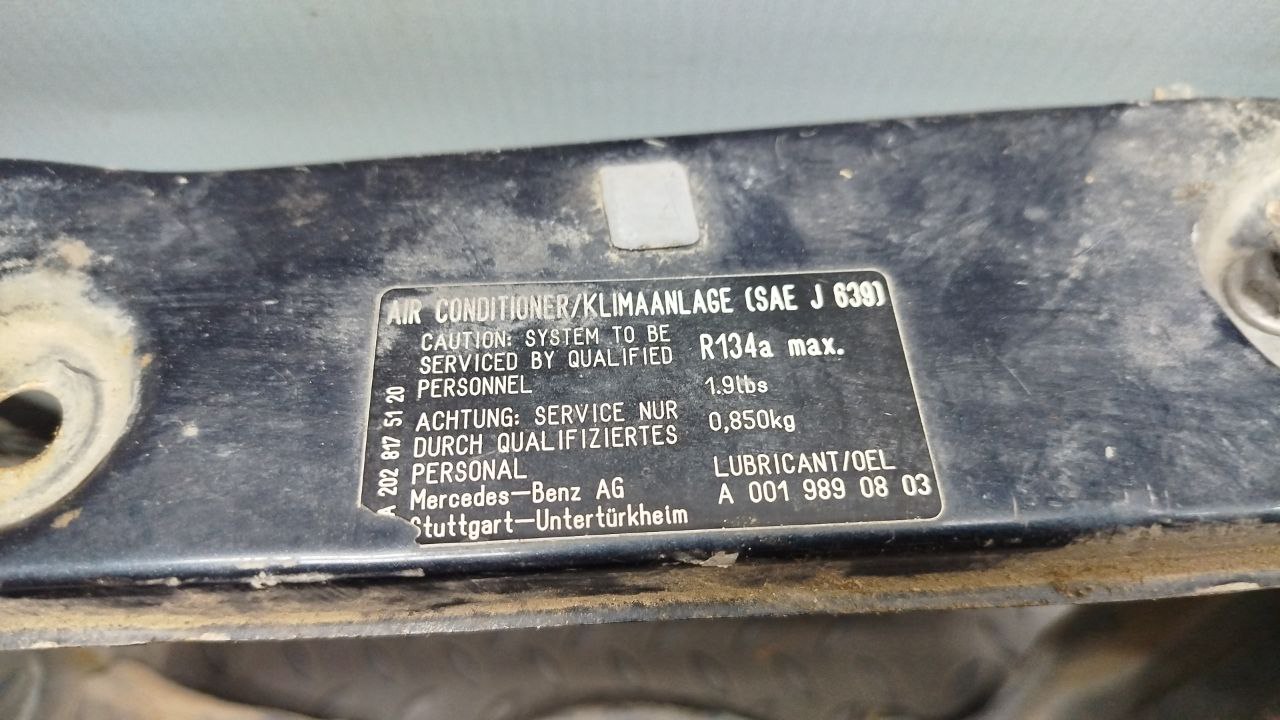 AIR CONDITIONER/KLIMAANLAGE (SAE J 639)
CAUTION: SYSTEM TO BE
SERVICED BY QUALIFIED
PERSONNEL
ACHTUNG: SERVICE NUR
DURCH QUALIFIZIERTES
PERSONAL
Mercedes-Benz AG
Stuttgart-Untertürkheim
R134a max.
1.9lbs
0,850kg
LUBRICANT/OEL
A 001 989 08 03
A 202 817 51 20